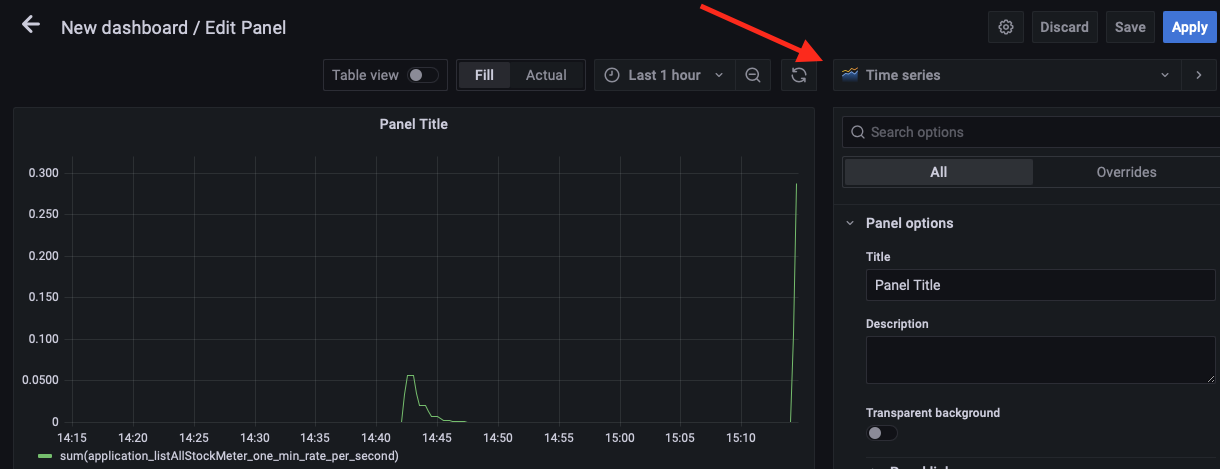 New dashboard / Edit Panel
Discard
Save
Apply
Table view
Fill
Actual
Last 1 hour
Time series
Panel Title
0.300
0.250
0.200
0.150
0.100
0.0500
0
14:15
14:20
14:25
14:30
14:35
14:40
14:45
14:50
14:55
15:00
15:05
15:10
sum(application_listAllStockMeter_one_min_rate_per_second)
Search options
All
Overrides
Panel options
Title
Panel Title
Description
Transparent background